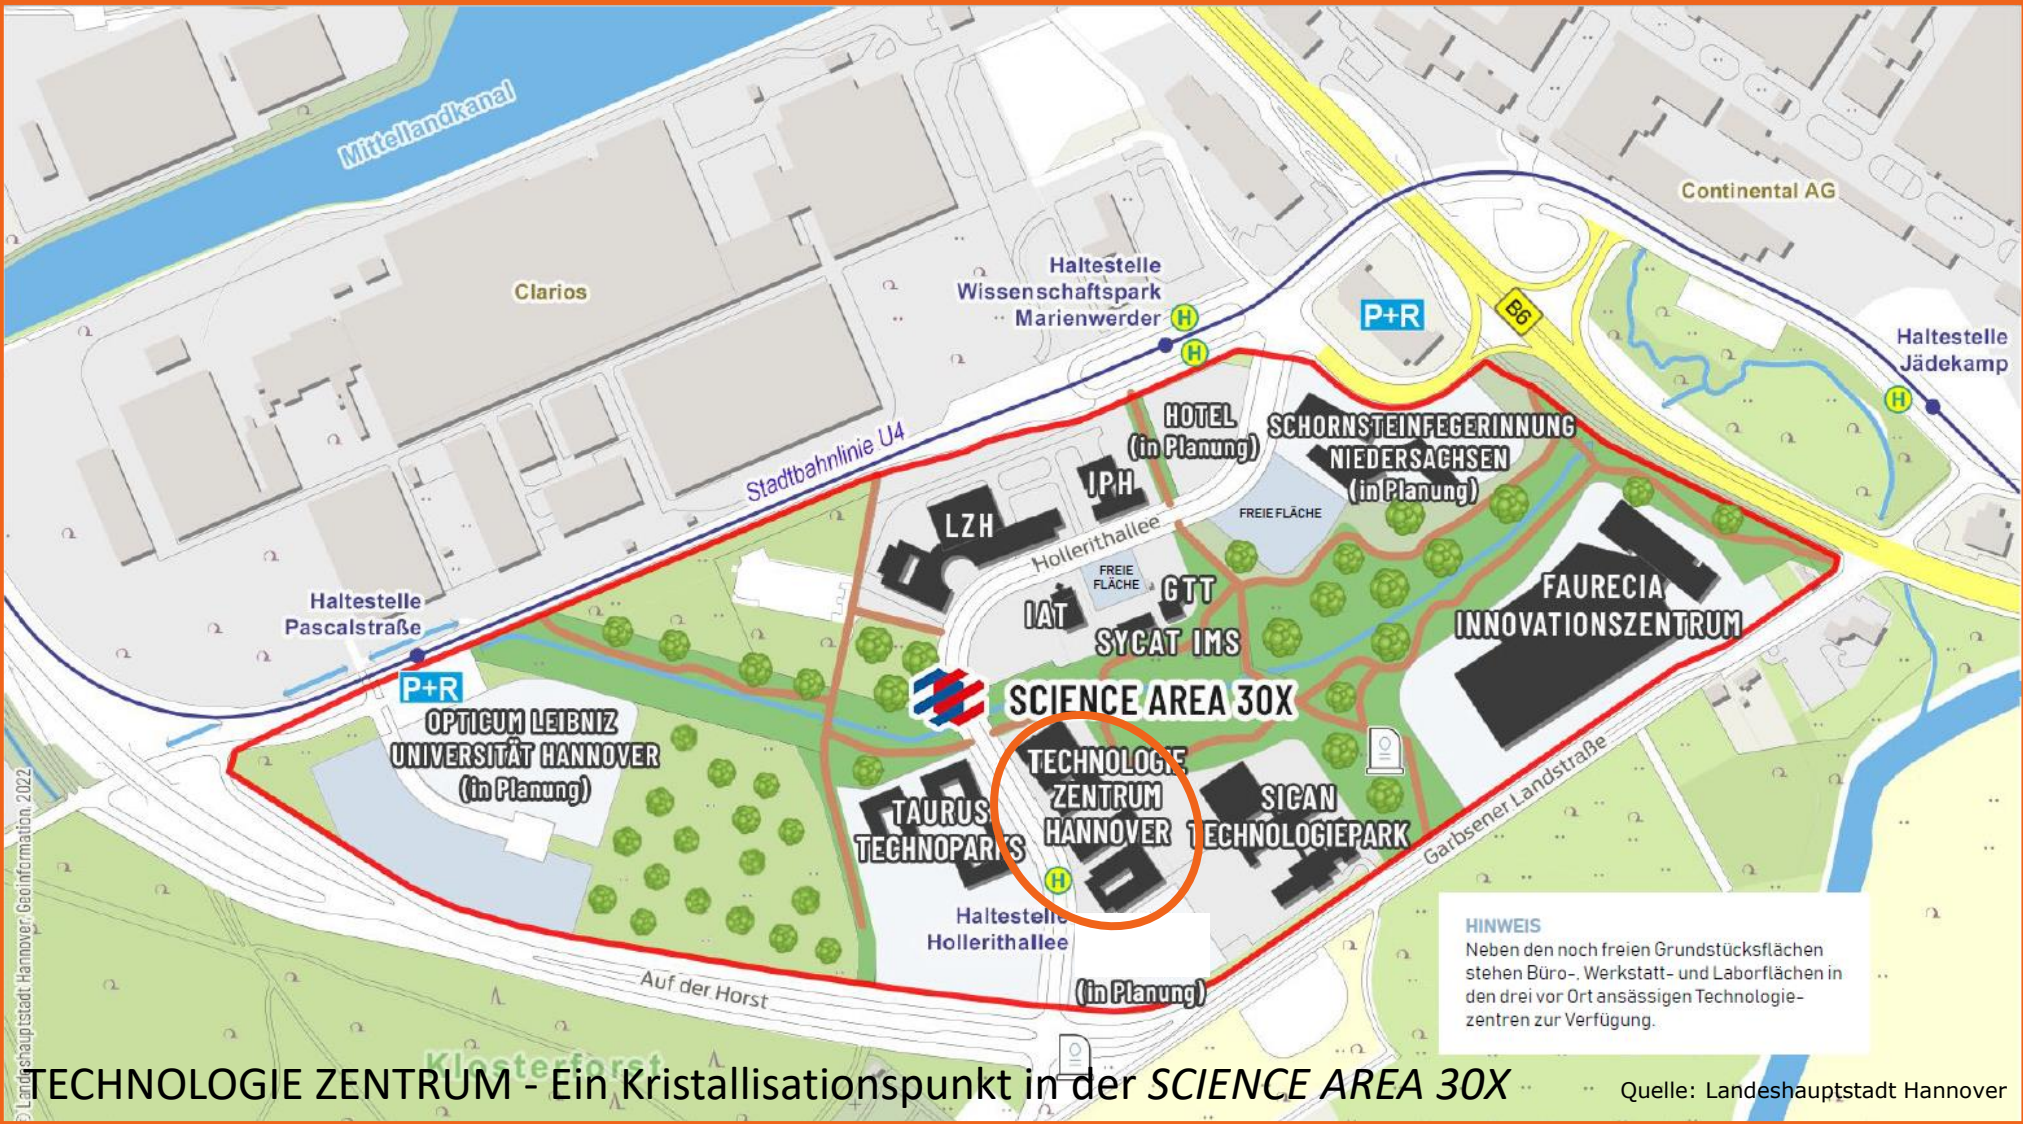 Mittellandkanal
Continental AG
Clarios
Haltestelle
Wissenschaftspark
Marienwerder
H
H
P+R
B6
Haltestelle
Jädekamp
H
Stadtbahnlinie U4
HOTEL
(in Planung)
SCHORNSTEINFEGERINNUNG
NIEDERSACHSEN
(in Planung)
IPH
LZH
Hollerithallee
FREIE FLÄCHE
FREIE
FLÄCHE
GTT
IAT
SYCAT IMS
FAURECIA
INNOVATIONSZENTRUM
Haltestelle
Pascalstraße
P+R
SCIENCE AREA 30X
OPTICUM LEIBNIZ
UNIVERSITÄT HANNOVER
(in Planung)
TECHNOLOGIE
ZENTRUM
HANNOVER
TAURUS
TECHNOPARKS
SICAN
TECHNOLOGIEPARK
Garbsener Landstraße
H
Haltestelle
Hollerithallee
Auf der Horst
(in Planung)
HINWEIS
Neben den noch freien Grundstücksflächen
stehen Büro-, Werkstatt- und Laborflächen in
den drei vor Ort ansässigen Technologie-
zentren zur Verfügung.
© Landeshauptstadt Hannover, Geoinformation 2022
Klosterforst
TECHNOLOGIE ZENTRUM - Ein Kristallisationspunkt in der SCIENCE AREA 30X
Quelle: Landeshauptstadt Hannover